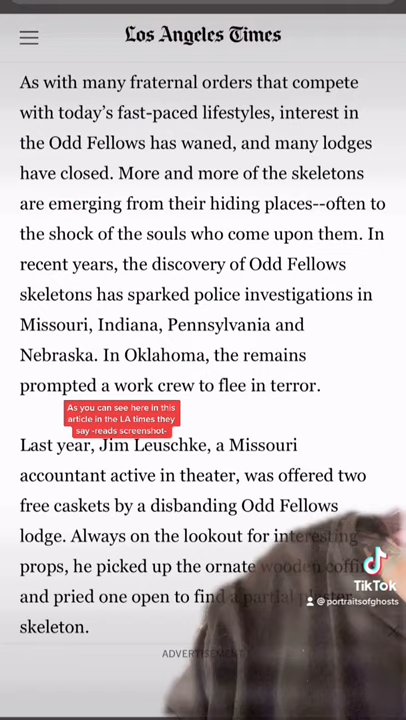 Los Angeles Times
As with many fraternal orders that compete
with today's fast-paced lifestyles, interest in
the Odd Fellows has waned, and many lodges
have closed. More and more of the skeletons
are emerging from their hiding places--often to
the shock of the souls who come upon them. In
recent years, the discovery of Odd Fellows
skeletons has sparked police investigations in
Missouri, Indiana, Pennsylvania and
Nebraska. In Oklahoma, the remains
prompted a work crew to flee in terror.
As you can see here in this
article in the LA times they
say -reads screenshot-
Last year, Jim Leuschke, a Missouri
accountant active in theater, was offered two
free caskets by a disbanding Odd Fellows
lodge. Always on the lookout for interesting
props, he picked up the ornate wooden coffins
and pried one open to find a partial plaster
skeleton.
TikTok
@portraitsofghosts
ADVERTISEMENT